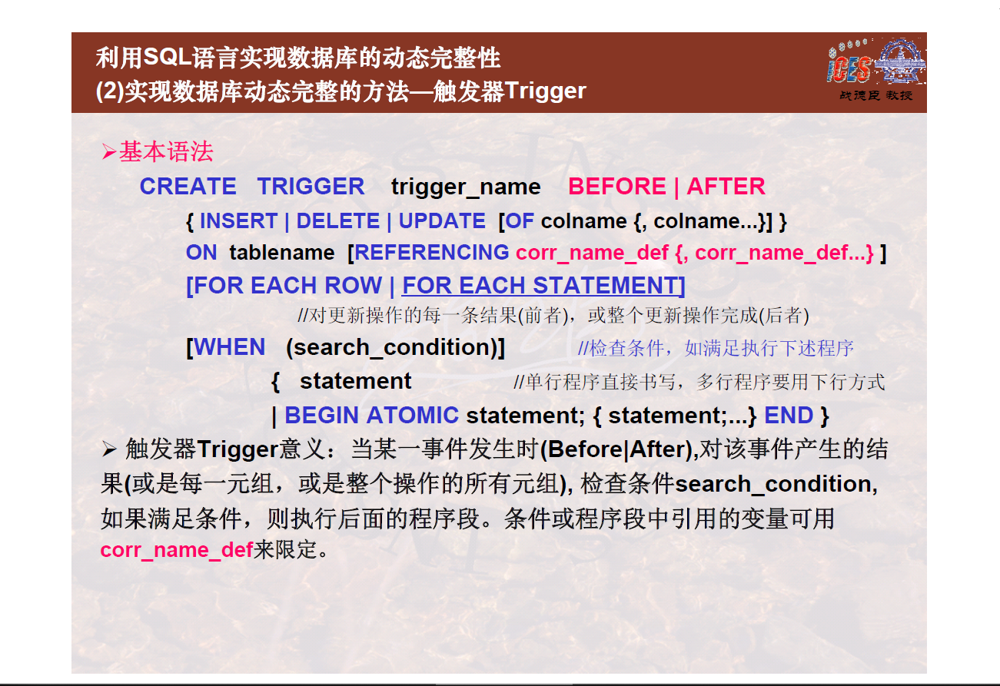 利用SQL语言实现数据库的动态完整性
(2)实现数据库动态完整的方法—触发器Trigger
iCES
战德臣 教授
➢基本语法
CREATE TRIGGER trigger_name BEFORE | AFTER
{ INSERT | DELETE | UPDATE [OF colname {, colname...}] }
ON tablename [REFERENCING corr_name_def {, corr_name_def...} ]
[FOR EACH ROW | FOR EACH STATEMENT]
//对更新操作的每一条结果(前者)，或整个更新操作完成(后者)
[WHEN (search_condition)] //检查条件，如满足执行下述程序
{ statement //单行程序直接书写，多行程序要用下行方式
| BEGIN ATOMIC statement; { statement;...} END }
➢ 触发器Trigger意义：当某一事件发生时(Before|After),对该事件产生的结
果(或是每一元组，或是整个操作的所有元组), 检查条件search_condition,
如果满足条件，则执行后面的程序段。条件或程序段中引用的变量可用
corr_name_def来限定。